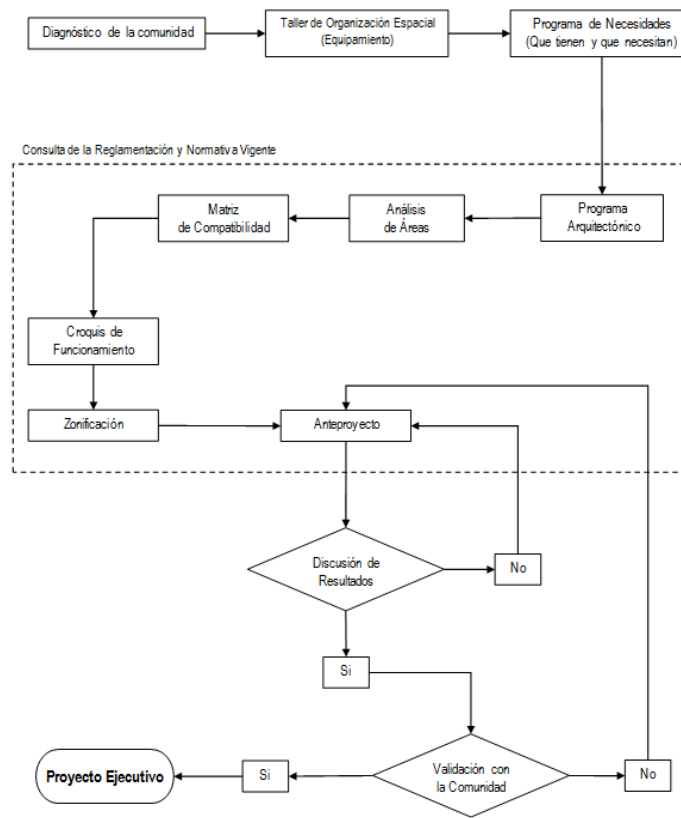 Diagnóstico de la comunidad
Taller de Organización Espacial
(Equipamiento)
Programa de Necesidades
(Que tienen y que necesitan)
Consulta de la Reglamentación y Normativa Vigente
Matriz
de Compatibilidad
Análisis
de Áreas
Programa
Arquitectónico
Croquis de
Funcionamiento
Zonificación
Anteproyecto
Discusión de
Resultados
No
Si
Validación con
la Comunidad
No
Si
Proyecto Ejecutivo